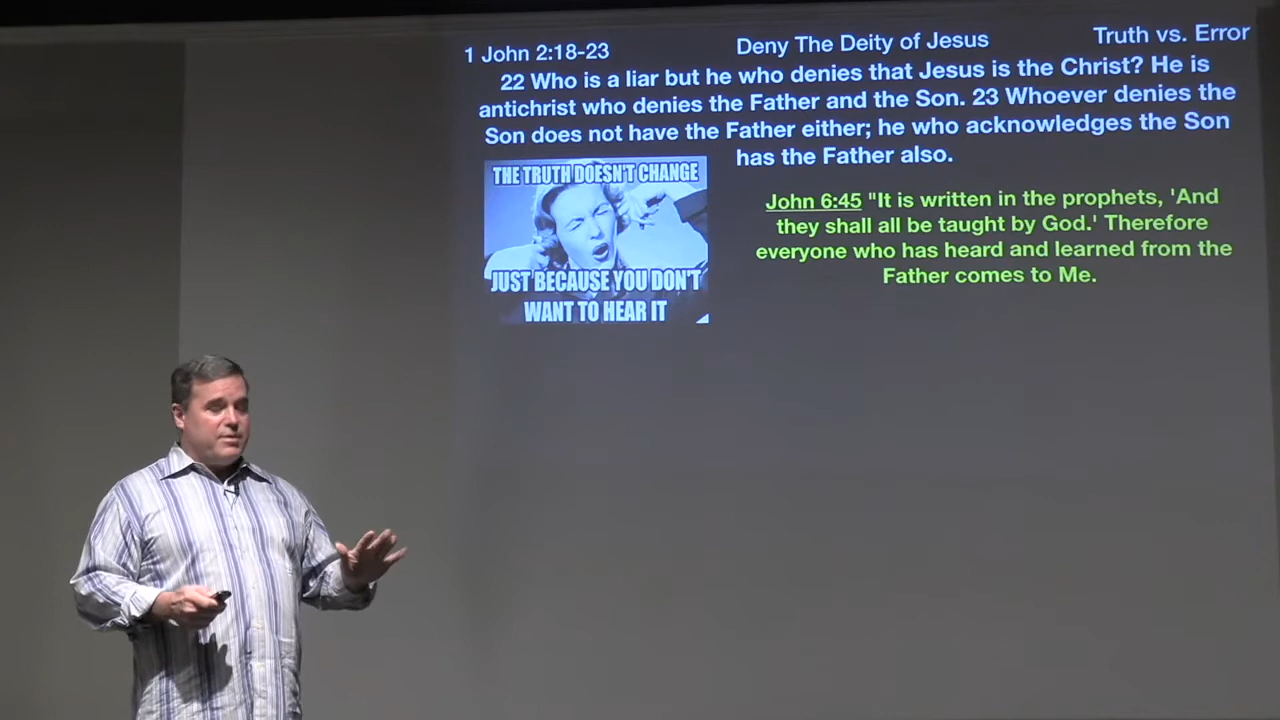 1 John 2:18-23 Deny The Deity of Jesus Truth vs. Error
22 Who is a liar but he who denies that Jesus is the Christ? He is
antichrist who denies the Father and the Son. 23 Whoever denies the
Son does not have the Father either; he who acknowledges the Son
has the Father also.
THE TRUTH DOESN'T CHANGE
JUST BECAUSE YOU DON'T
WANT TO HEAR IT
John 6:45 "It is written in the prophets, 'And
they shall all be taught by God.' Therefore
everyone who has heard and learned from the
Father comes to Me.